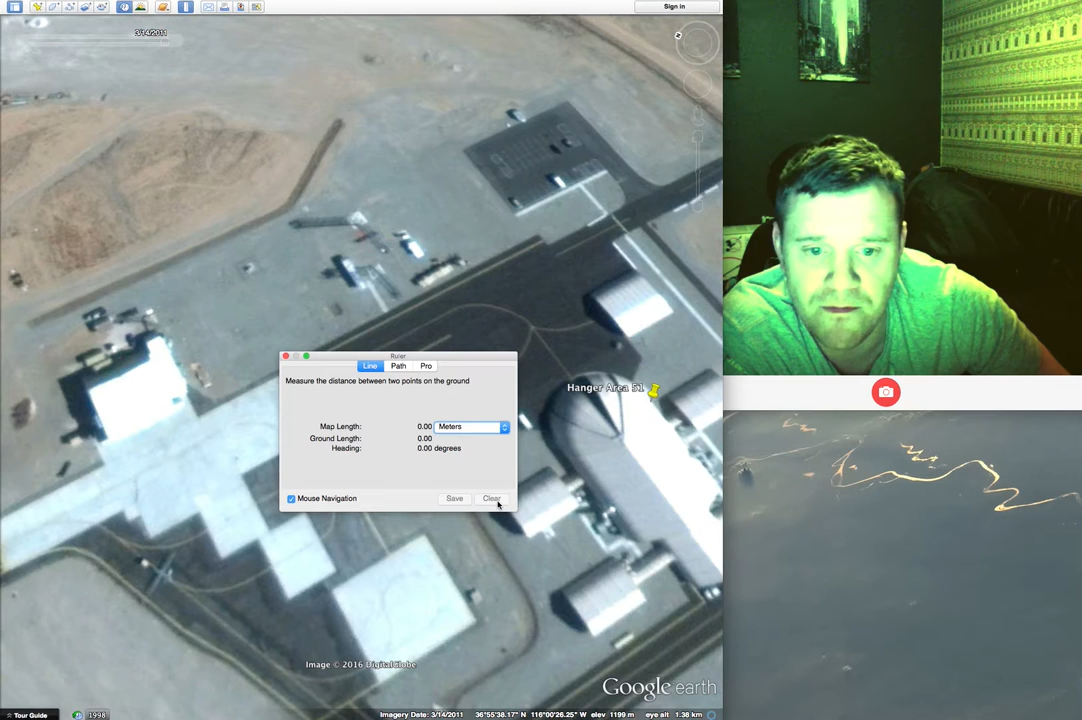 Sign in
3/14/2011
Ruler
Line Path Pro
Measure the distance between two points on the ground
Map Length: 0.00 Meters
Ground Length: 0.00
Heading: 0.00 degrees
Mouse Navigation Save Clear
Hanger Area 51
Image © 2016 DigitalGlobe
Google earth
Tour Guide 1998 Imagery Date: 3/14/2011 36°55'38.17" N 116°00'26.25" W elev 1199 m eye alt 1.38 km